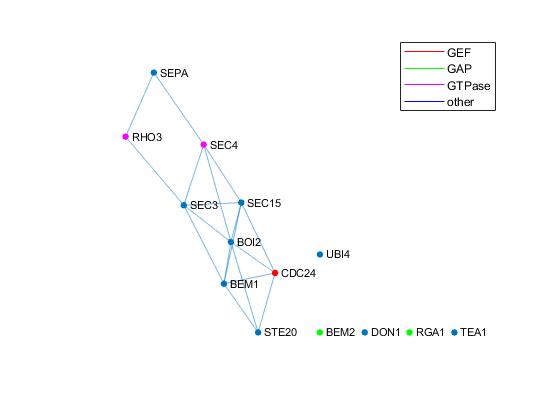 GEF
GAP
GTPase
other
SEPA
RHO3
SEC4
SEC3
SEC15
BOI2
UBI4
CDC24
BEM1
STE20
BEM2
DON1
RGA1
TEA1